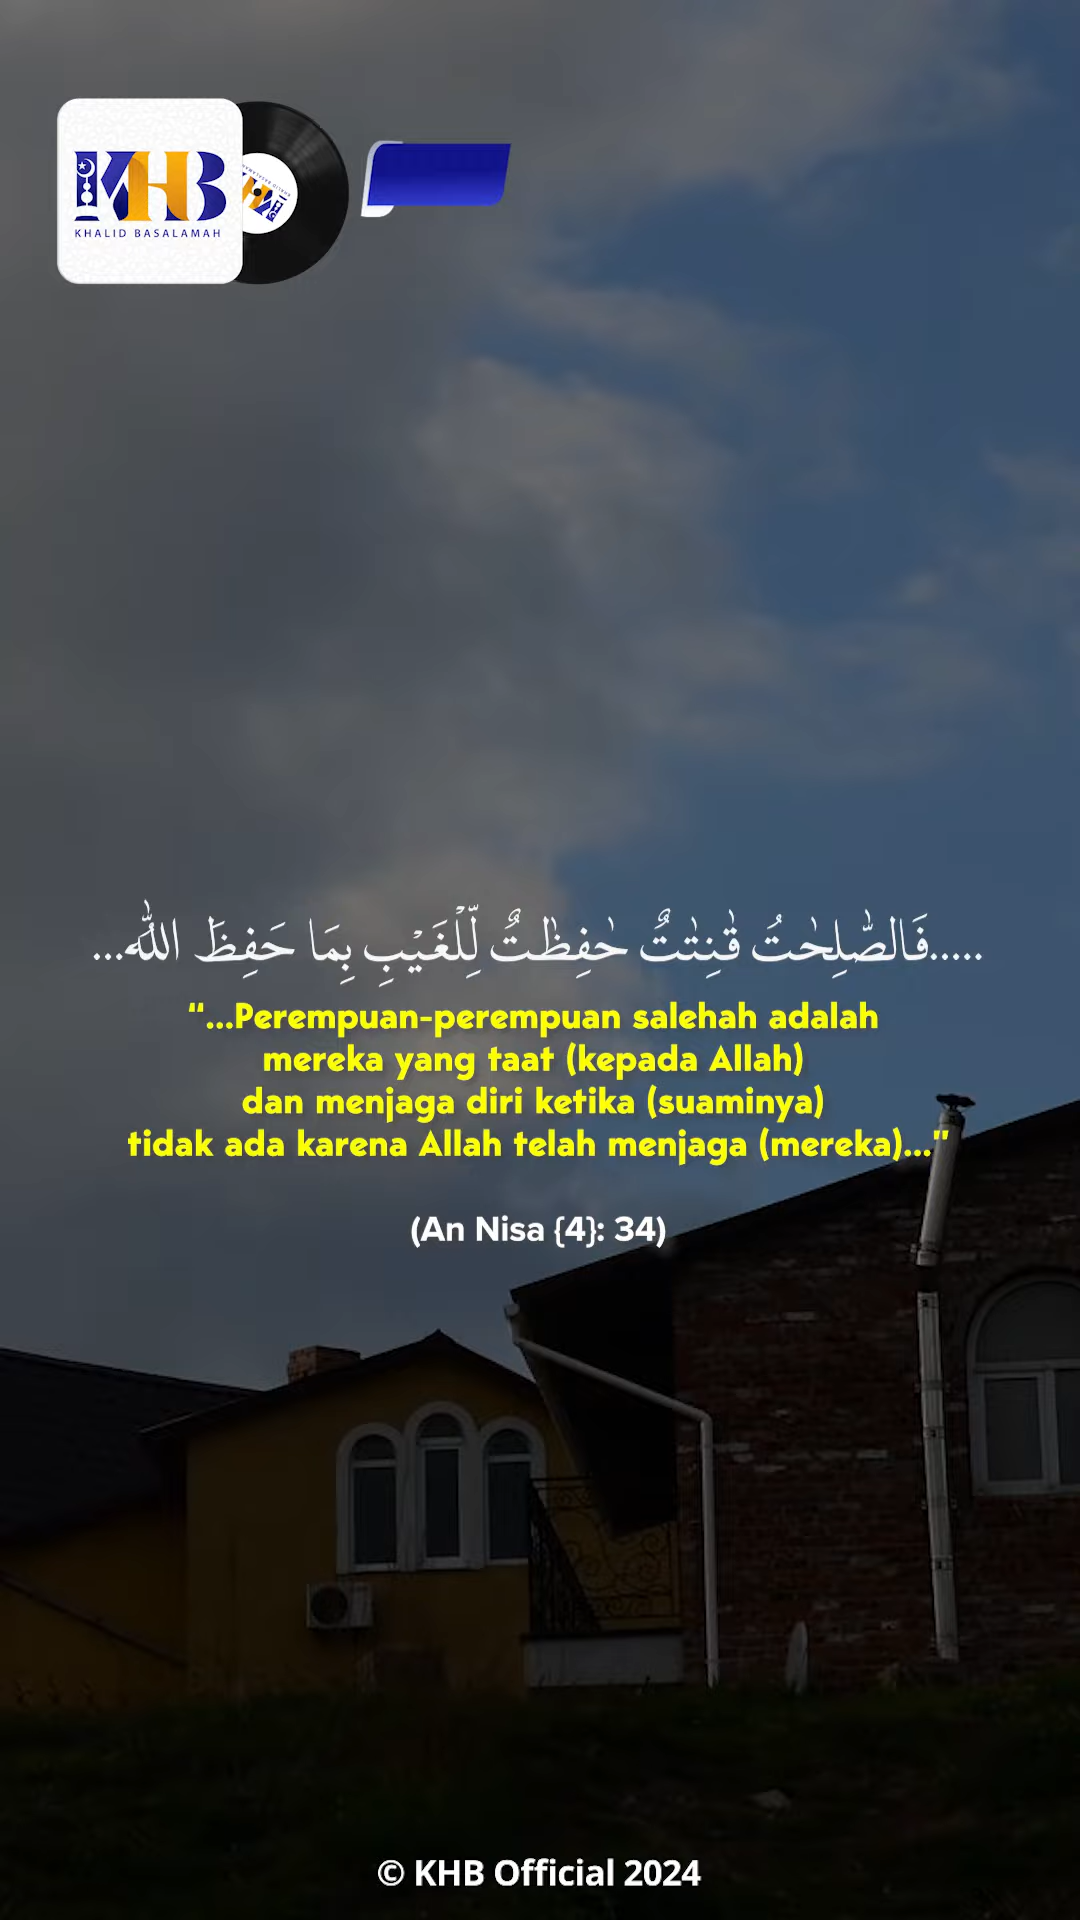 KHB
KHALID BASALAMAH
.....فَالصّٰلِحٰتُ قٰنِتٰتٌ حٰفِظٰتٌ لِّلْغَيْبِ بِمَا حَفِظَ اللّٰهُ...
“...Perempuan-perempuan salehah adalah
mereka yang taat (kepada Allah)
dan menjaga diri ketika (suaminya)
tidak ada karena Allah telah menjaga (mereka)...”
(An Nisa {4}: 34)
© KHB Official 2024